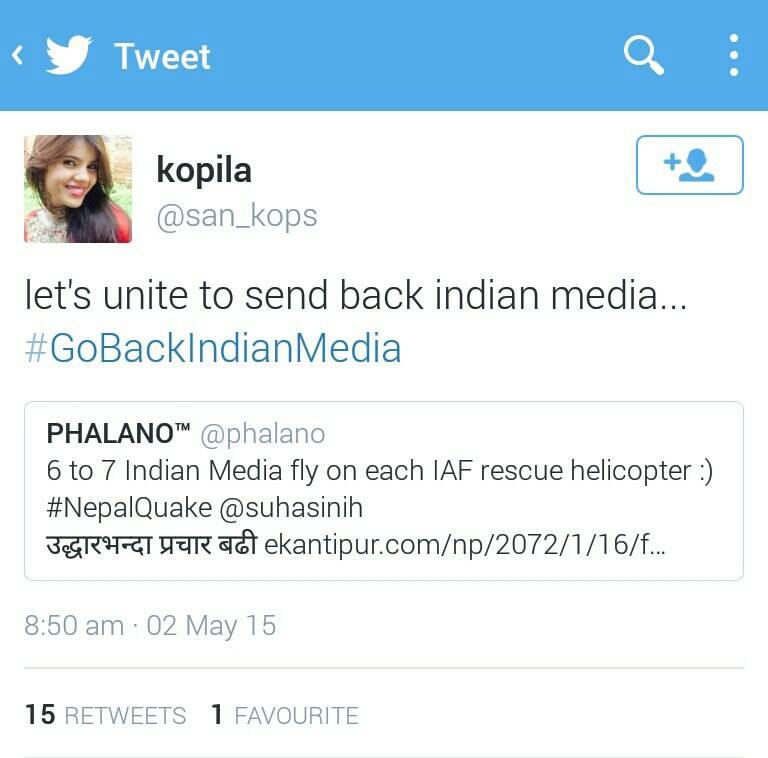 Tweet
kopila
@san_kops
let's unite to send back indian media...
#GoBackIndianMedia
PHALANO™ @phalano
6 to 7 Indian Media fly on each IAF rescue helicopter :)
#NepalQuake @suhasinih
उद्धारभन्दा प्रचार बढी ekantipur.com/np/2072/1/16/f...
8:50 am · 02 May 15
15 RETWEETS 1 FAVOURITE